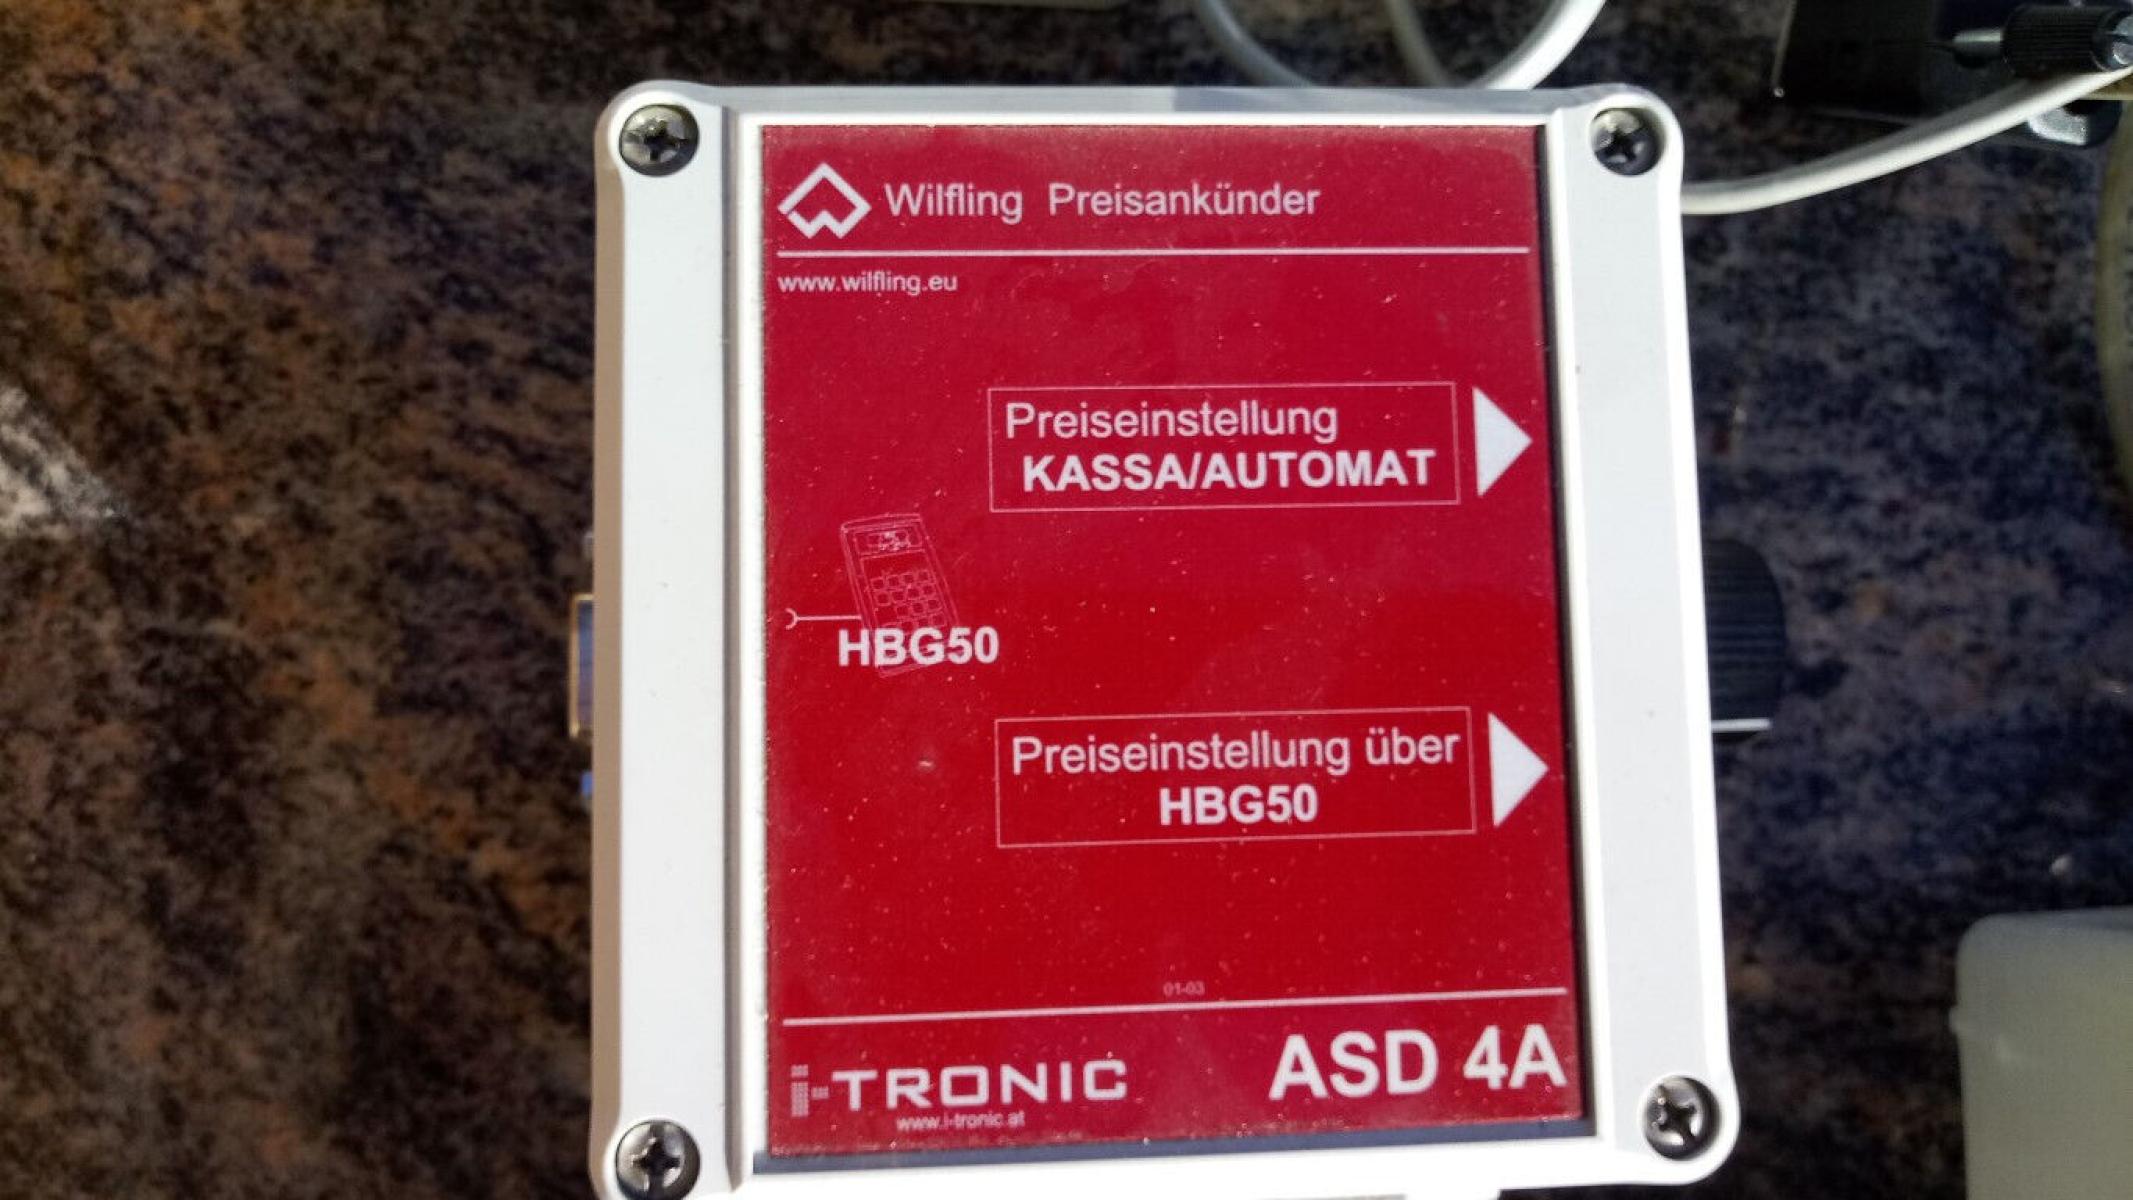 Wilfling Preisankünder
www.wilfling.eu
Preiseinstellung
KASSA/AUTOMAT
HBG50
Preiseinstellung über
HBG50
01-03
i-TRONIC
www.i-tronic.at
ASD 4A